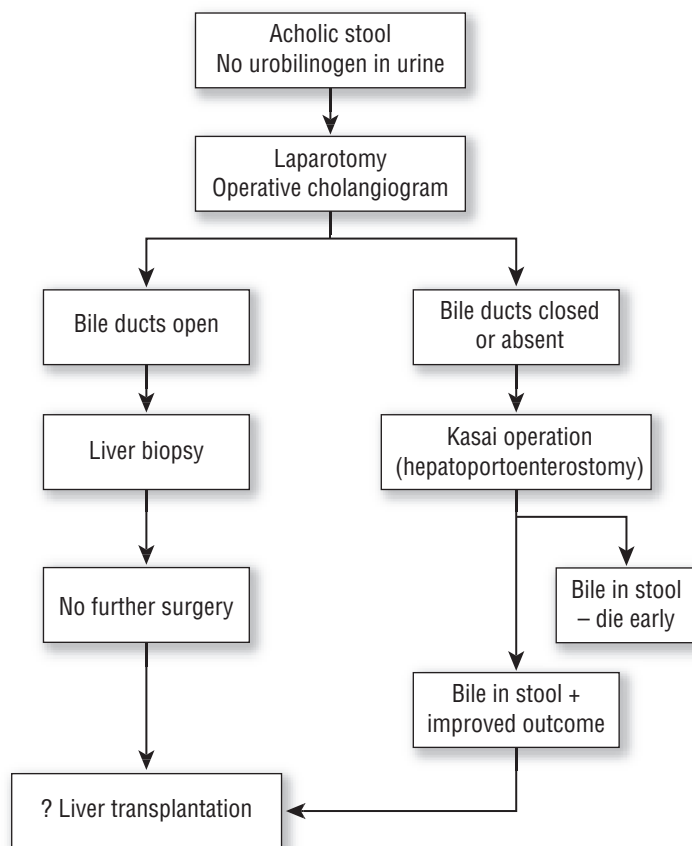 Acholic stool
No urobilinogen in urine
Laparotomy
Operative cholangiogram
Bile ducts open
Bile ducts closed
or absent
Liver biopsy
Kasai operation
(hepatoportoenterostomy)
No further surgery
Bile in stool
– die early
Bile in stool +
improved outcome
? Liver transplantation